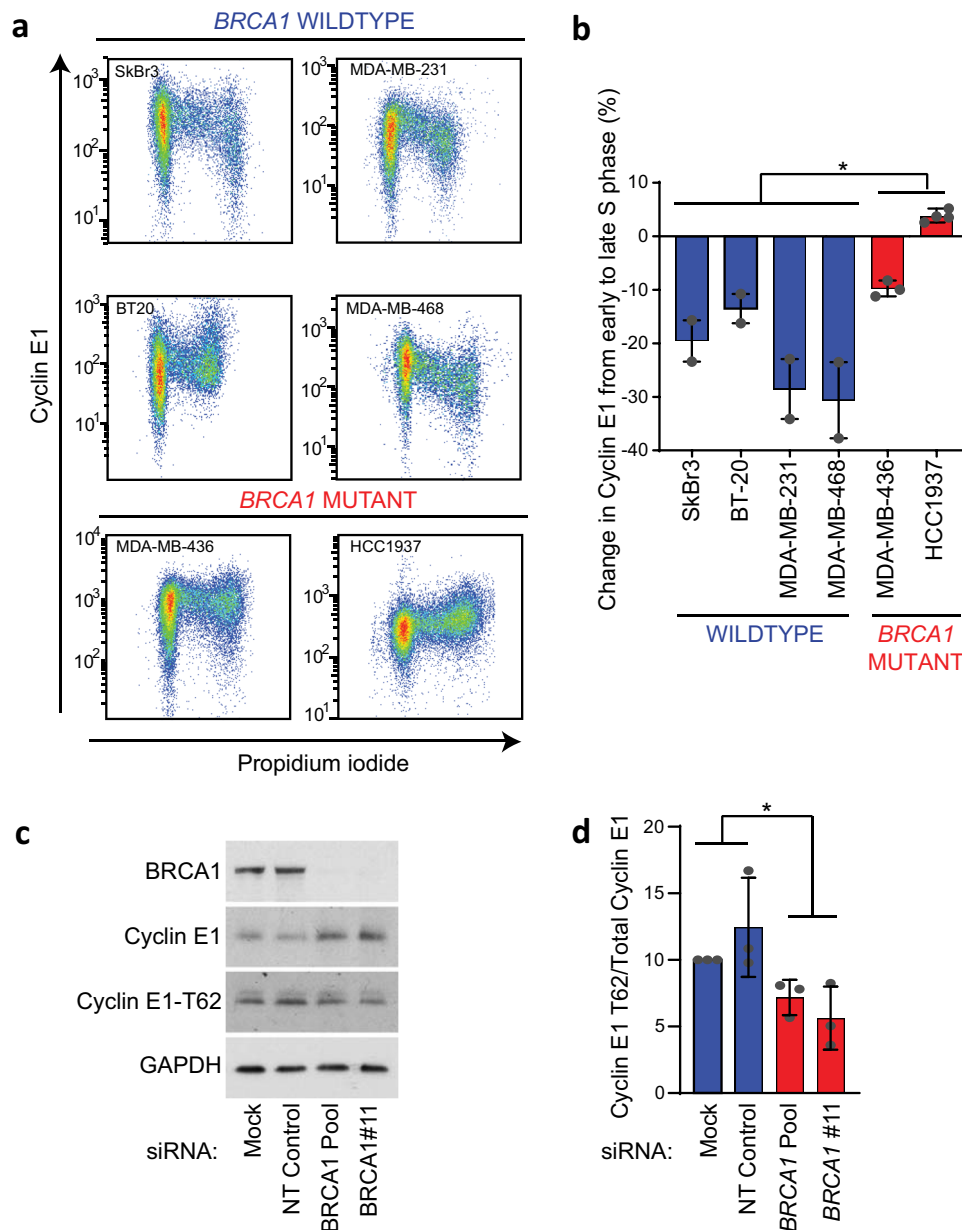 a
BRCA1 WILDTYPE
Cyclin E1
SkBr3
10³
10²
10¹
MDA-MB-231
10³
10²
10¹
BT20
10³
10²
10¹
MDA-MB-468
10³
10²
10¹
BRCA1 MUTANT
MDA-MB-436
10⁴
10³
10²
HCC1937
10⁴
10³
10²
10¹
Propidium iodide
b
Change in Cyclin E1 from early to late S phase (%)
*
10
0
-10
-20
-30
-40
SkBr3
BT-20
MDA-MB-231
MDA-MB-468
MDA-MB-436
HCC1937
WILDTYPE
BRCA1
MUTANT
c
BRCA1
Cyclin E1
Cyclin E1-T62
GAPDH
siRNA:
Mock
NT Control
BRCA1 Pool
BRCA1#11
d
Cyclin E1 T62/Total Cyclin E1
*
20
15
10
5
0
siRNA:
Mock
NT Control
BRCA1 Pool
BRCA1 #11